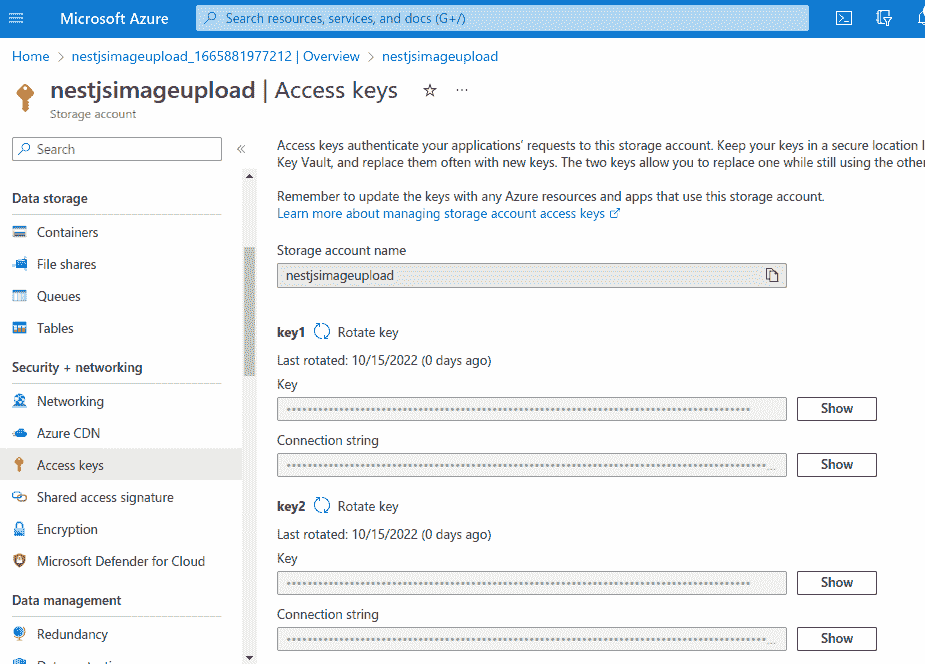 Microsoft Azure
Search resources, services, and docs (G+/)
Home > nestjsimageupload_1665881977212 | Overview > nestjsimageupload
nestjsimageupload | Access keys
Storage account
Search
Data storage
Containers
File shares
Queues
Tables
Security + networking
Networking
Azure CDN
Access keys
Shared access signature
Encryption
Microsoft Defender for Cloud
Data management
Redundancy
Access keys authenticate your applications' requests to this storage account. Keep your keys in a secure location l
Key Vault, and replace them often with new keys. The two keys allow you to replace one while still using the othe
Remember to update the keys with any Azure resources and apps that use this storage account.
Learn more about managing storage account access keys
Storage account name
nestjsimageupload
key1 Rotate key
Last rotated: 10/15/2022 (0 days ago)
Key
Show
Connection string
Show
key2 Rotate key
Last rotated: 10/15/2022 (0 days ago)
Key
Show
Connection string
Show